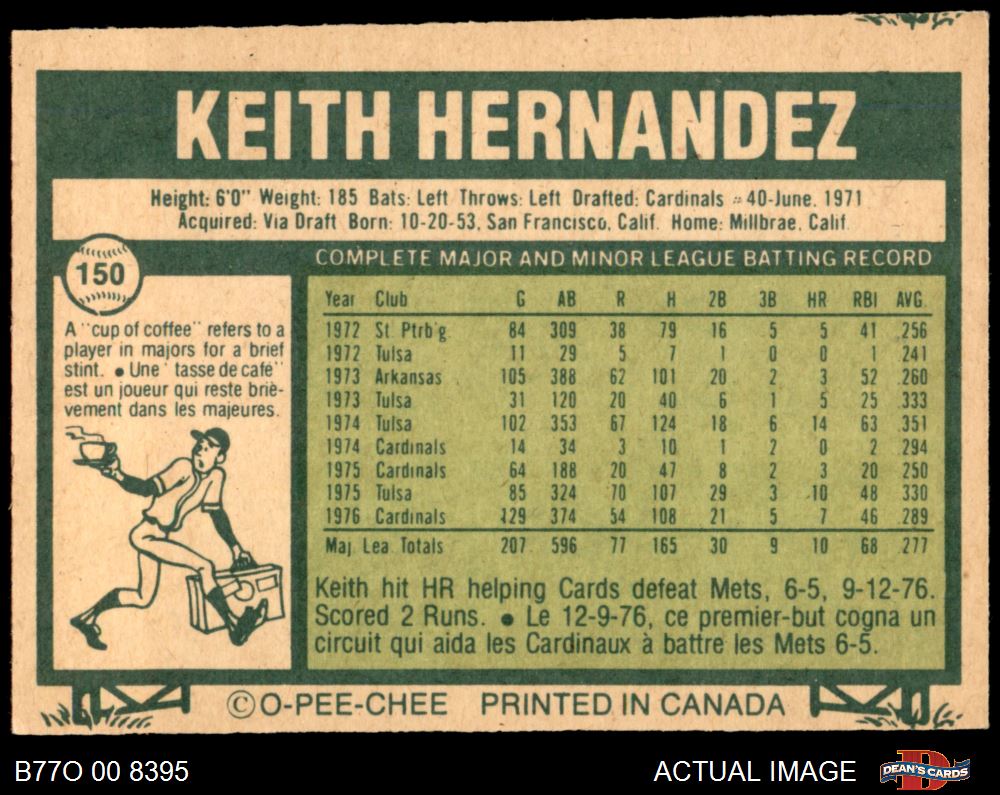 KEITH HERNANDEZ
Height: 6'0" Weight: 185 Bats: Left Throws: Left Drafted: Cardinals #40-June, 1971
Acquired: Via Draft Born: 10-20-53, San Francisco, Calif. Home: Millbrae, Calif.
150
COMPLETE MAJOR AND MINOR LEAGUE BATTING RECORD
A "cup of coffee" refers to a
player in majors for a brief
stint. • Une "tasse de café"
est un joueur qui reste briè-
vement dans les majeures.
Year Club G AB R H 2B 3B HR RBI AVG.
1972 St. Ptrb'g 84 309 38 79 16 5 5 41 .256
1972 Tulsa 11 29 5 7 1 0 0 1 .241
1973 Arkansas 105 388 62 101 20 2 3 52 .260
1973 Tulsa 31 120 20 40 6 1 5 25 .333
1974 Tulsa 102 353 67 124 18 6 14 63 .351
1974 Cardinals 14 34 3 10 1 2 0 2 .294
1975 Cardinals 64 188 20 47 8 2 3 20 .250
1975 Tulsa 85 324 70 107 29 3 10 48 .330
1976 Cardinals 129 374 54 108 21 5 7 46 .289
Maj. Lea. Totals 207 596 77 165 30 9 10 68 .277
Keith hit HR helping Cards defeat Mets, 6-5, 9-12-76.
Scored 2 Runs. • Le 12-9-76, ce premier-but cogna un
circuit qui aida les Cardinaux à battre les Mets 6-5.
© O-PEE-CHEE PRINTED IN CANADA
B77O 00 8395
ACTUAL IMAGE
D
DEAN'S CARDS